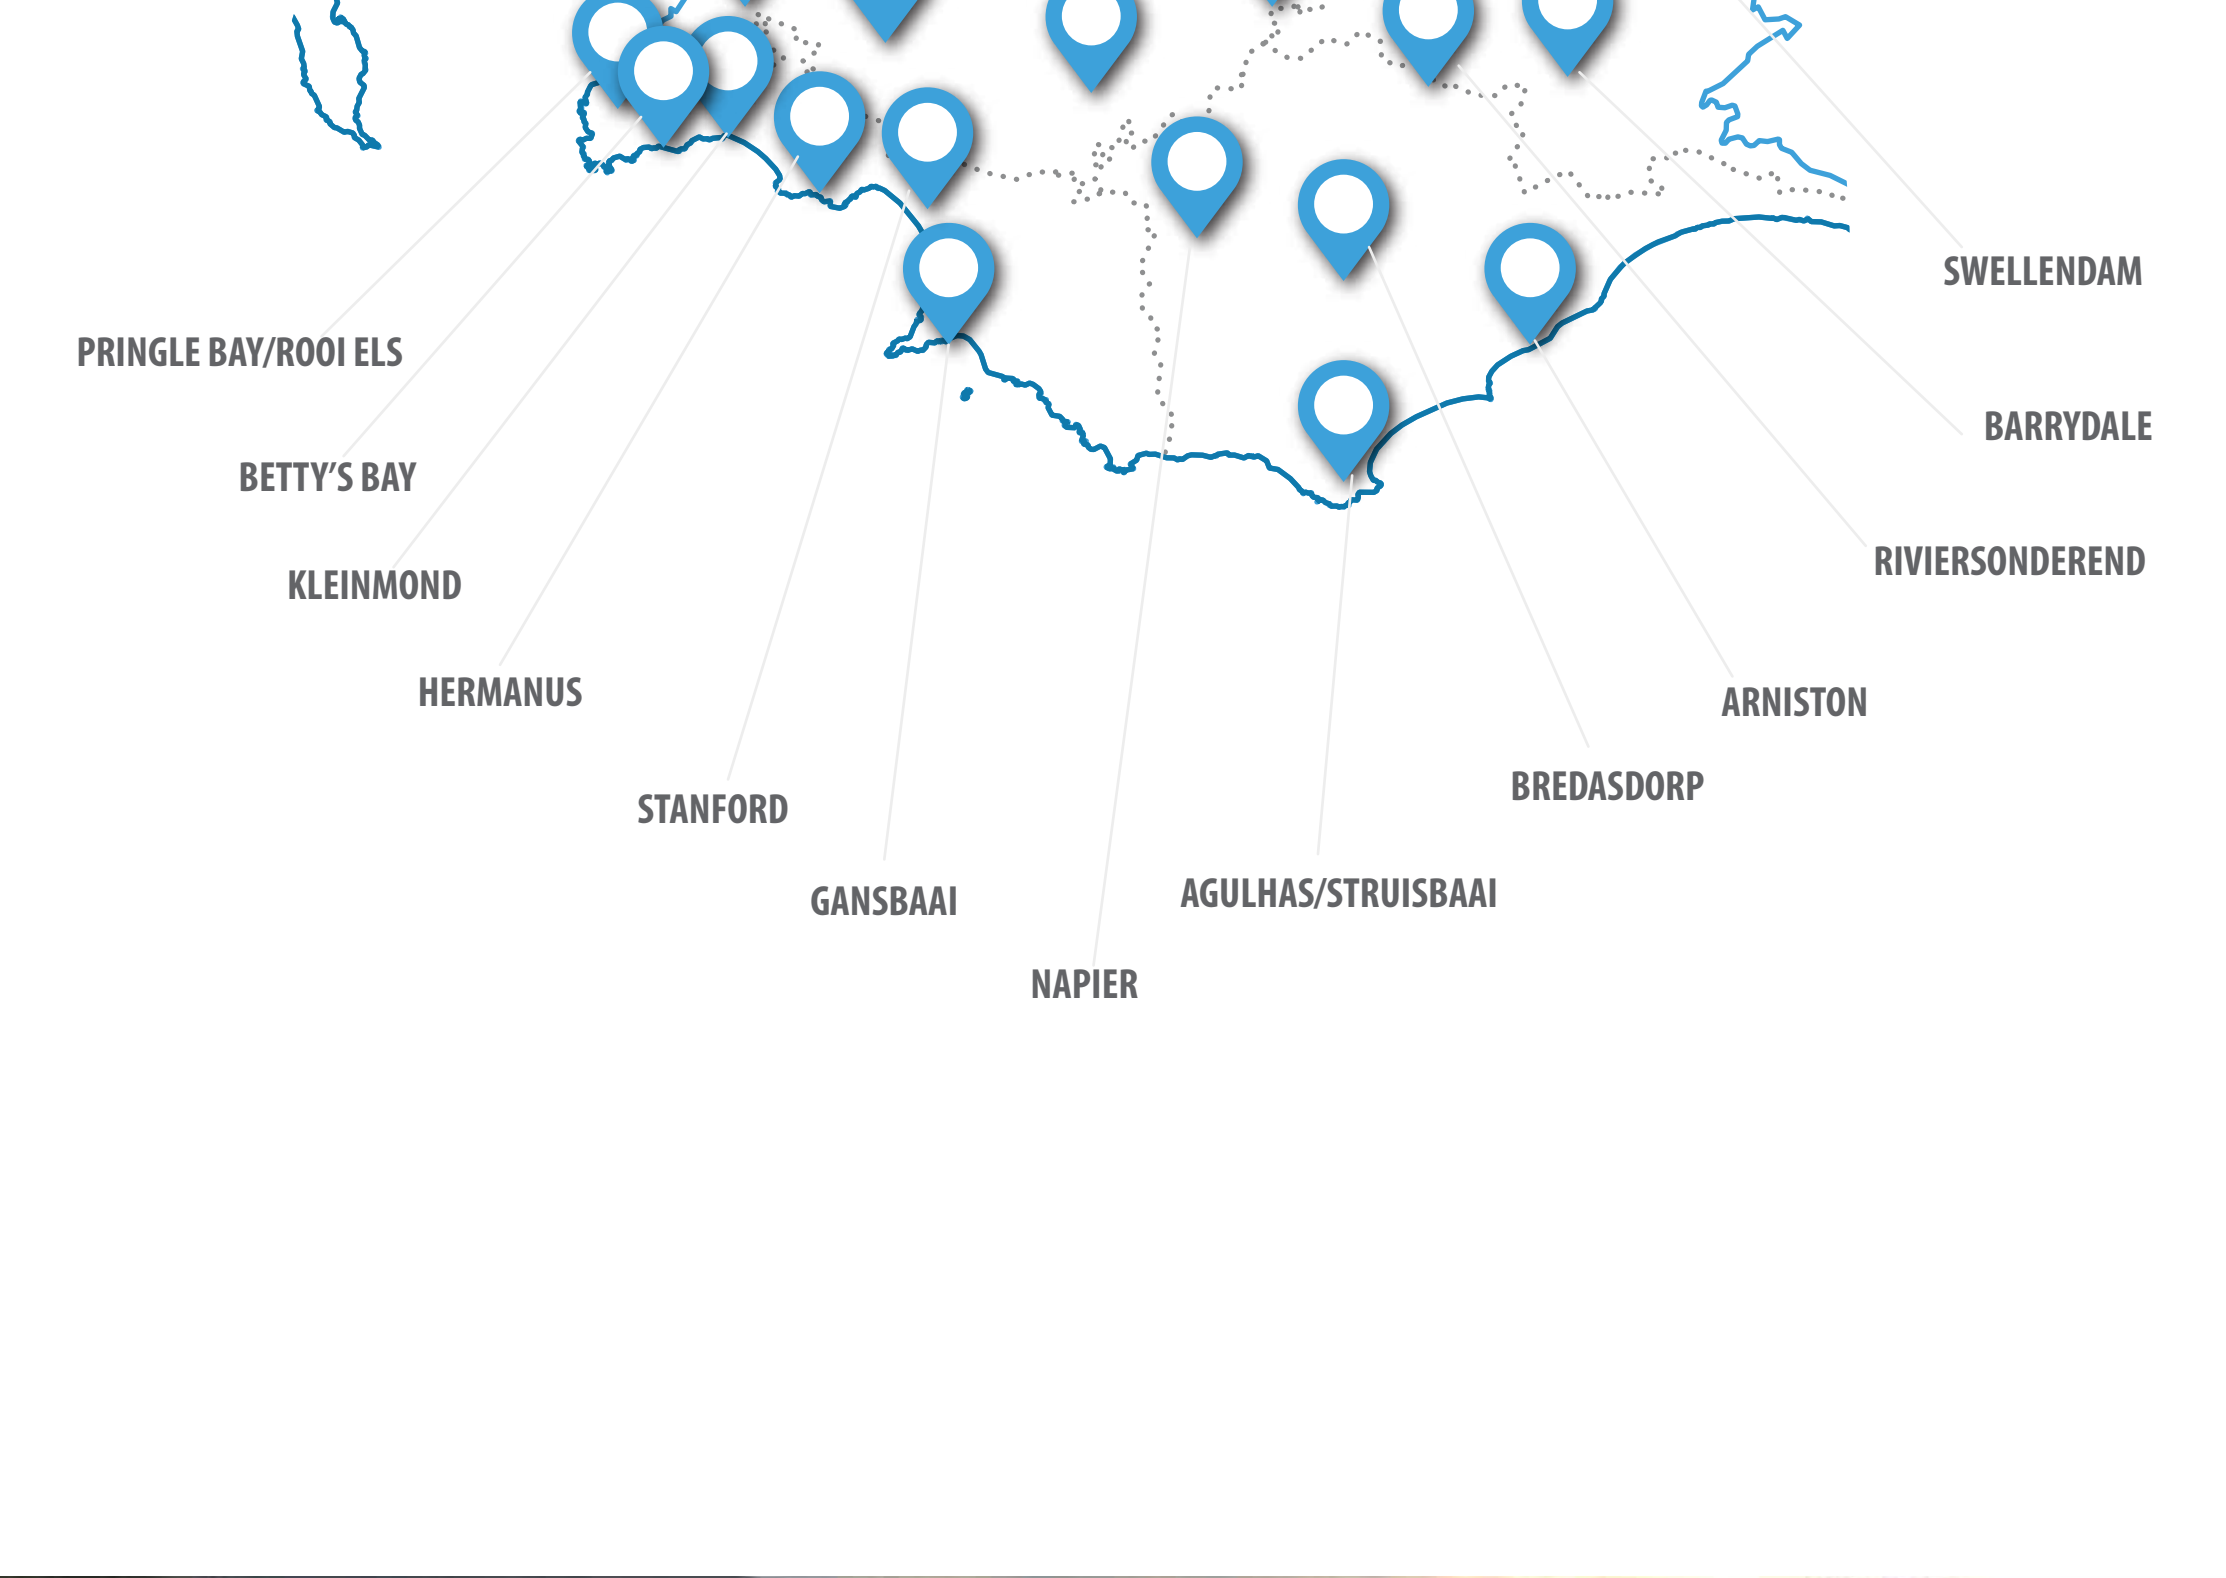 SWELLENDAM
PRINGLE BAY/ROOI ELS
BARRYDALE
BETTY’S BAY
RIVIERSONDEREND
KLEINMOND
HERMANUS
ARNISTON
BREDASDORP
STANFORD
AGULHAS/STRUISBAAI
GANSBAAI
NAPIER